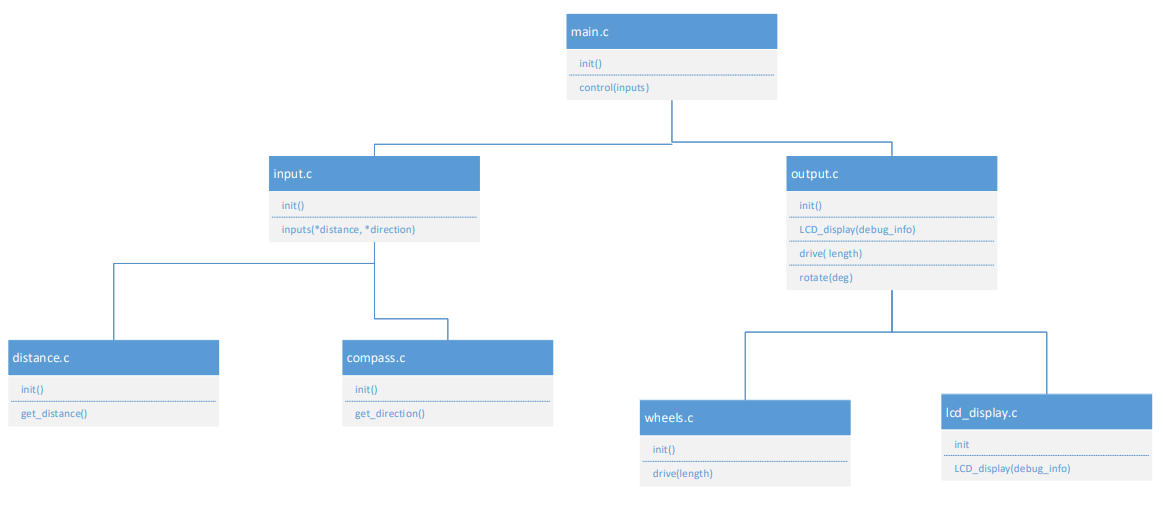 main.c
init()
control(inputs)
input.c
init()
inputs(*distance, *direction)
output.c
init()
LCD_display(debug_info)
drive( length)
rotate(deg)
distance.c
init()
get_distance()
compass.c
init()
get_direction()
wheels.c
init()
drive(length)
lcd_display.c
init
LCD_display(debug_info)